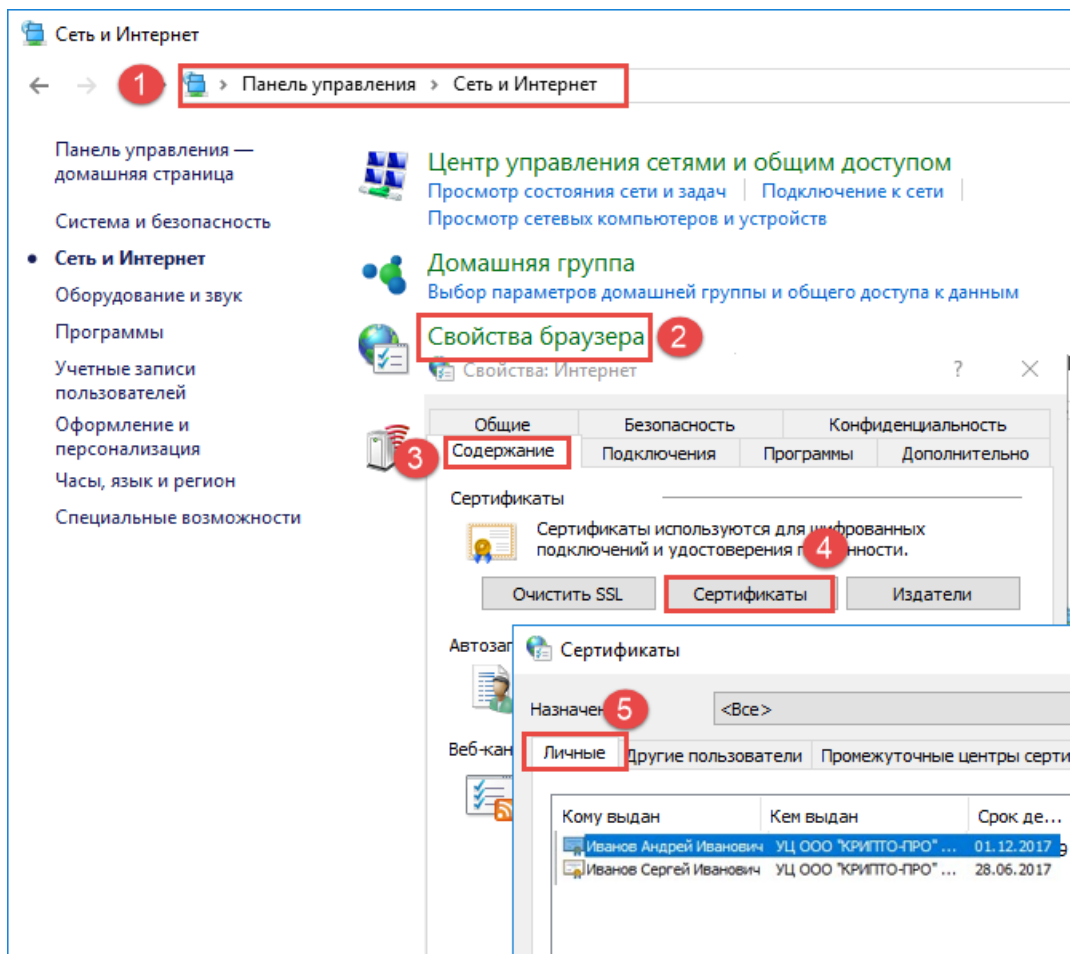 Сеть и Интернет
1
Панель управления › Сеть и Интернет
Панель управления —
домашняя страница
Система и безопасность
Сеть и Интернет
Оборудование и звук
Программы
Учетные записи
пользователей
Оформление и
персонализация
Часы, язык и регион
Специальные возможности
Центр управления сетями и общим доступом
Просмотр состояния сети и задач
Подключение к сети
Просмотр сетевых компьютеров и устройств
Домашняя группа
Выбор параметров домашней группы и общего доступа к данным
Свойства браузера 2
Свойства: Интернет ?
Общие Безопасность Конфиденциальность
3 Содержание Подключения Программы Дополнительно
Сертификаты
Сертификаты используются для шифрованных
4
подключений и удостоверения
Очистить SSL Сертификаты Издатели
Сертификаты
5 <Все>
Личные Другие пользователи Промежуточные центры серти
Кому выдан Кем выдан Срок де...
Иванов Андрей Иванович УЦ ООО "КРИПТО-ПРО" ... 01.12.2017
Иванов Сергей Иванович УЦ ООО "КРИПТО-ПРО" ... 28.06.2017